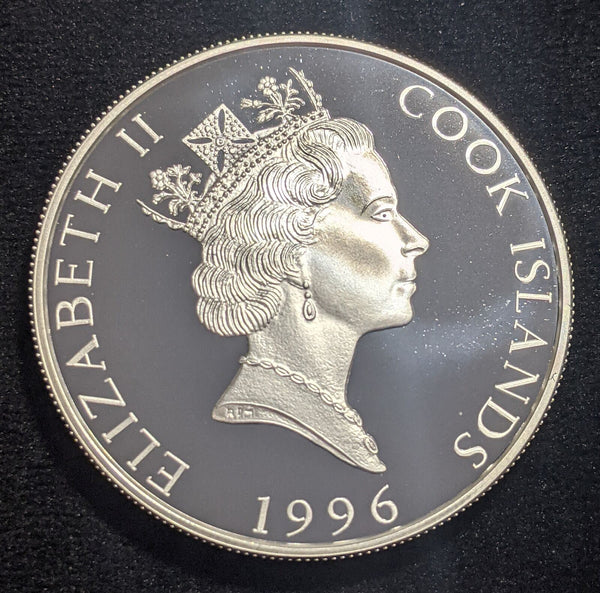 ELIZABETH II
COOK ISLANDS
1996